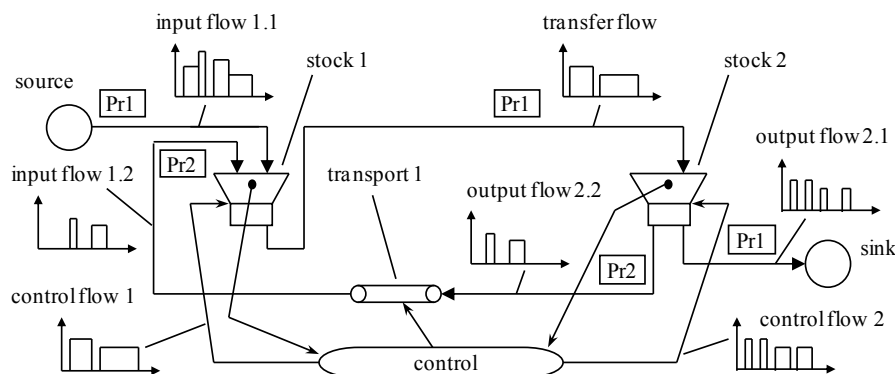 input flow 1.1
transfer flow
stock 1
stock 2
source
Pr1
Pr1
output flow 2.1
Pr2
input flow 1.2
transport 1
output flow 2.2
Pr1
sink
Pr2
control flow 1
control flow 2
control